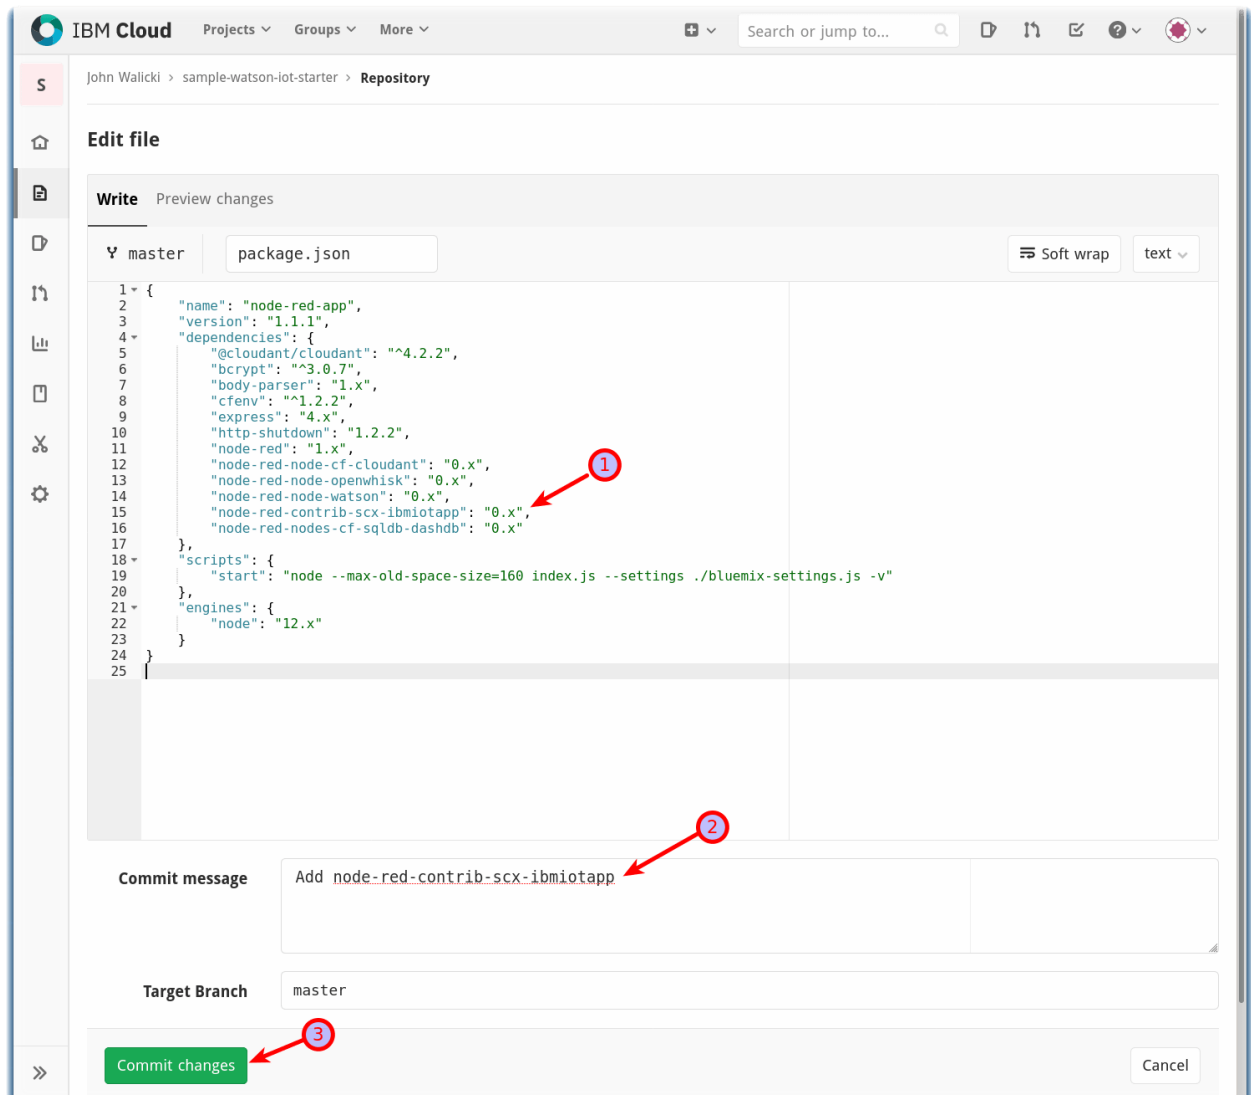 IBM Cloud Projects Groups More Search or jump to...
S
John Walicki › sample-watson-iot-starter › Repository
Edit file
Write Preview changes
master package.json Soft wrap text
1 {
2 "name": "node-red-app",
3 "version": "1.1.1",
4 "dependencies": {
5 "@cloudant/cloudant": "^4.2.2",
6 "bcrypt": "^3.0.7",
7 "body-parser": "1.x",
8 "cfenv": "^1.2.2",
9 "express": "4.x",
10 "http-shutdown": "1.2.2",
11 "node-red": "1.x",
12 "node-red-node-cf-cloudant": "0.x",
13 "node-red-node-openwhisk": "0.x",
14 "node-red-node-watson": "0.x",
15 "node-red-contrib-scx-ibmiotapp": "0.x",
16 "node-red-nodes-cf-sqldb-dashdb": "0.x"
17 },
18 "scripts": {
19 "start": "node --max-old-space-size=160 index.js --settings ./bluemix-settings.js -v"
20 },
21 "engines": {
22 "node": "12.x"
23 }
24 }
25
1
2
Commit message Add node-red-contrib-scx-ibmiotapp
Target Branch master
3
Commit changes Cancel